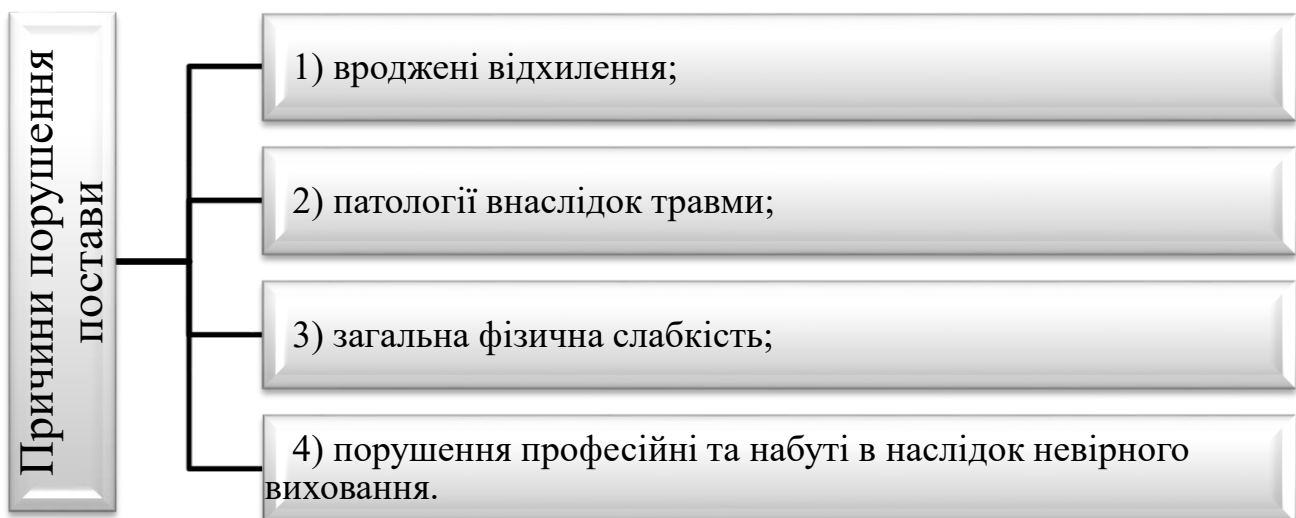 Причини порушення
постави
1) вроджені відхилення;
2) патології внаслідок травми;
3) загальна фізична слабкість;
4) порушення професійні та набуті в наслідок невірного
виховання.